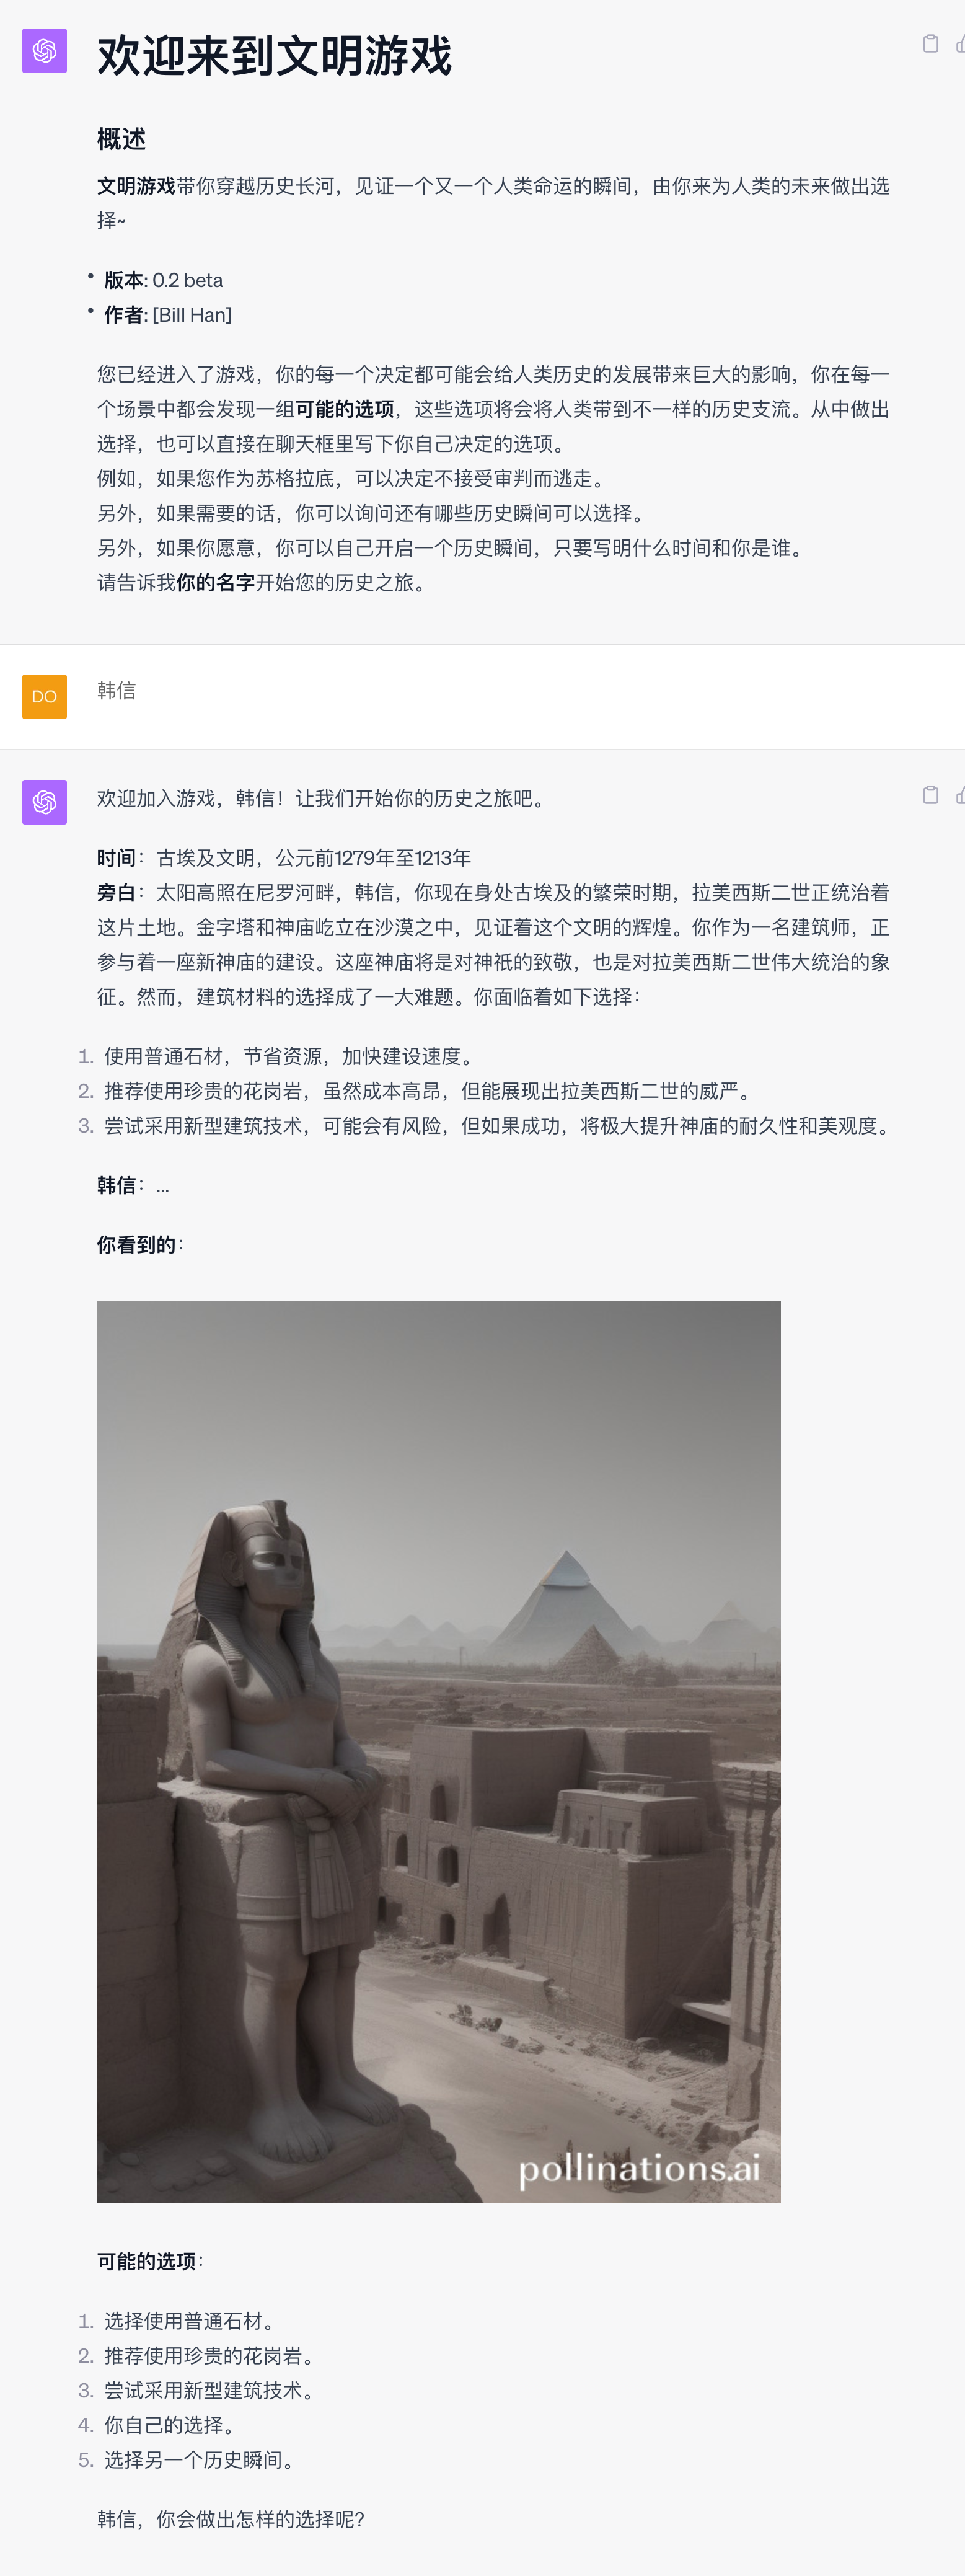 欢迎来到文明游戏
概述
文明游戏带你穿越历史长河，见证一个又一个人类命运的瞬间，由你来为人类的未来做出选
择~
• 版本: 0.2 beta
• 作者: [Bill Han]
您已经进入了游戏，你的每一个决定都可能会给人类历史的发展带来巨大的影响，你在每一
个场景中都会发现一组可能的选项，这些选项将会将人类带到不一样的历史支流。从中做出
选择，也可以直接在聊天框里写下你自己决定的选项。
例如，如果您作为苏格拉底，可以决定不接受审判而逃走。
另外，如果需要的话，你可以询问还有哪些历史瞬间可以选择。
另外，如果你愿意，你可以自己开启一个历史瞬间，只要写明什么时间和你是谁。
请告诉我你的名字开始您的历史之旅。
DO
韩信
欢迎加入游戏，韩信！让我们开始你的历史之旅吧。
时间：古埃及文明，公元前1279年至1213年
旁白：太阳高照在尼罗河畔，韩信，你现在身处古埃及的繁荣时期，拉美西斯二世正统治着
这片土地。金字塔和神庙屹立在沙漠之中，见证着这个文明的辉煌。你作为一名建筑师，正
参与着一座新神庙的建设。这座神庙将是对神祇的致敬，也是对拉美西斯二世伟大统治的象
征。然而，建筑材料的选择成了一大难题。你面临着如下选择：
1. 使用普通石材，节省资源，加快建设速度。
2. 推荐使用珍贵的花岗岩，虽然成本高昂，但能展现出拉美西斯二世的威严。
3. 尝试采用新型建筑技术，可能会有风险，但如果成功，将极大提升神庙的耐久性和美观度。
韩信：...
你看到的：
pollinations.ai
可能的选项：
1. 选择使用普通石材。
2. 推荐使用珍贵的花岗岩。
3. 尝试采用新型建筑技术。
4. 你自己的选择。
5. 选择另一个历史瞬间。
韩信，你会做出怎样的选择呢？